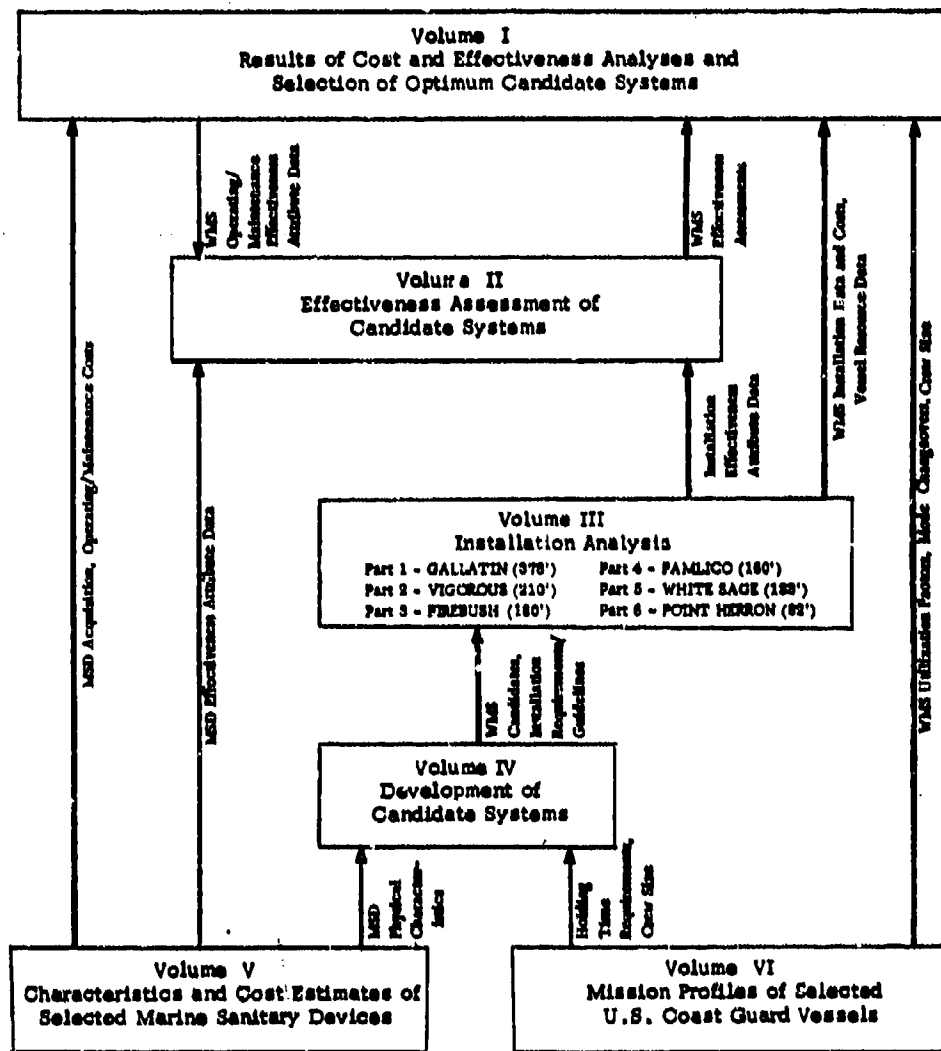 Volume I
Results of Cost and Effectiveness Analyses and
Selection of Optimum Candidate Systems
WMS
Operating/
Maintenance
Effectiveness
Attribute Data
WMS
Effectiveness
Assessments
Volume II
Effectiveness Assessment of
Candidate Systems
MSD Acquisition, Operating/Maintenance Costs
MSD Effectiveness Attribute Data
Installation
Effectiveness
Attribute Data
WMS Installation Data and Costs,
Vessel Resource Data
WMS Utilization Factors, Mode Changeovers, Crew Size
Volume III
Installation Analysis
Part 1 - GALLATIN (378')
Part 4 - PAMLICO (160')
Part 2 - VIGOROUS (210')
Part 5 - WHITE SAGE (133')
Part 3 - FIREBUSH (180')
Part 6 - POINT HERRON (82')
WMS
Candidates,
Installation
Requirements/
Guidelines
Volume IV
Development of
Candidate Systems
MSD
Physical
Character-
istics
Holding
Time
Requirements,
Crew Size
Volume V
Characteristics and Cost Estimates of
Selected Marine Sanitary Devices
Volume VI
Mission Profiles of Selected
U.S. Coast Guard Vessels